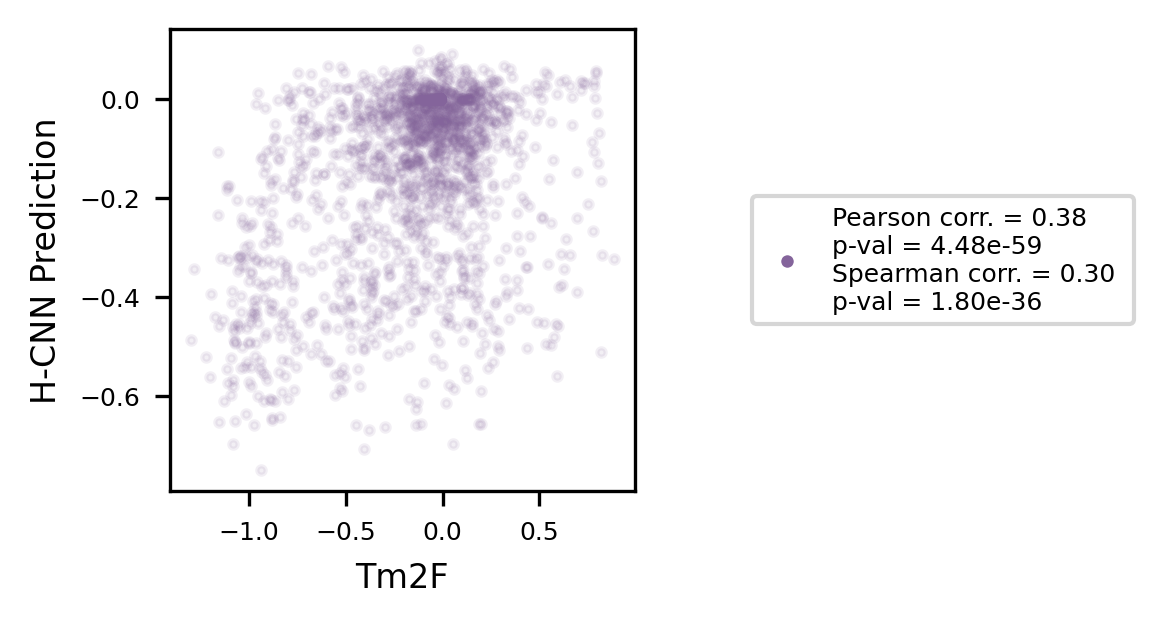 H-CNN Prediction
0.0
−0.2
−0.4
−0.6
−1.0
−0.5
0.0
0.5
Tm2F
Pearson corr. = 0.38
p-val = 4.48e-59
Spearman corr. = 0.30
p-val = 1.80e-36